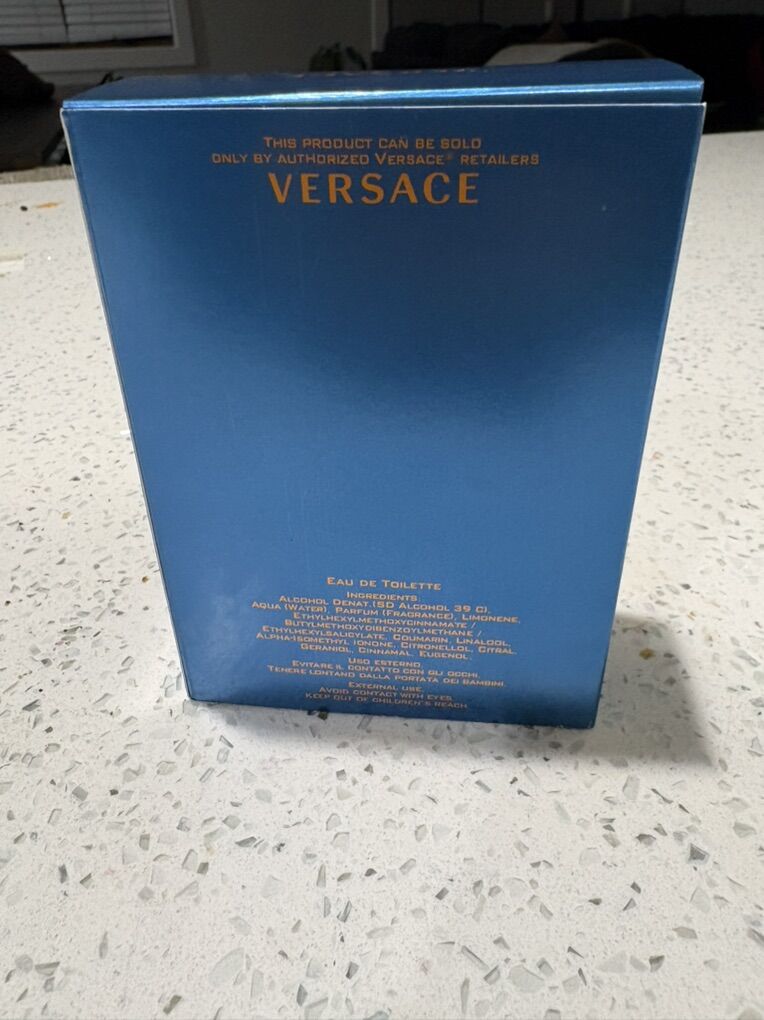 THIS PRODUCT CAN BE SOLD
ONLY BY AUTHORIZED VERSACE® RETAILERS
VERSACE
EAU DE TOILETTE
INGREDIENTS:
ALCOHOL DENAT.(SD ALCOHOL 39 C),
AQUA (WATER), PARFUM (FRAGRANCE), LIMONENE,
ETHYLHEXYLMETHOXYCINNAMATE /
BUTYLMETHOXYDIBENZOYLMETHANE /
ETHYLHEXYLSALICYLATE, COUMARIN, LINALOOL,
ALPHA-ISOMETHYL IONONE, CITRONELLOL, CITRAL,
GERANIOL, CINNAMAL, EUGENOL.
USO ESTERNO.
EVITARE IL CONTATTO CON GLI OCCHI.
TENERE LONTANO DALLA PORTATA DEI BAMBINI.
EXTERNAL USE.
AVOID CONTACT WITH EYES.
KEEP OUT OF CHILDREN'S REACH.